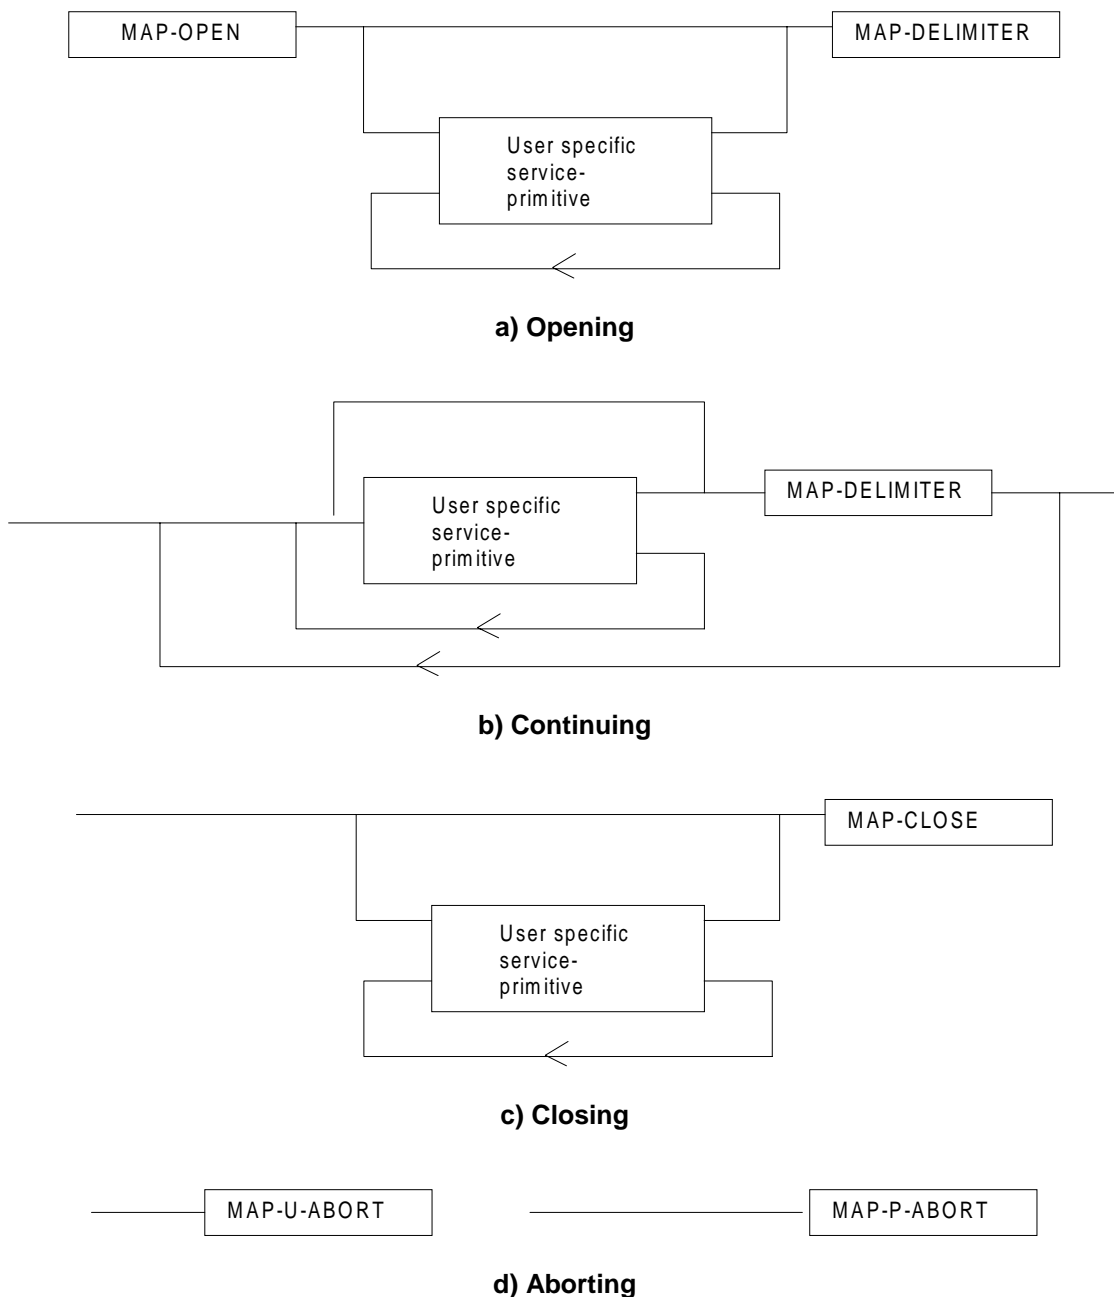 MAP-OPEN
MAP-DELIMITER
User specific
service-
primitive
a) Opening
User specific
service-
primitive
MAP-DELIMITER
b) Continuing
MAP-CLOSE
User specific
service-
primitive
c) Closing
MAP-U-ABORT
MAP-P-ABORT
d) Aborting